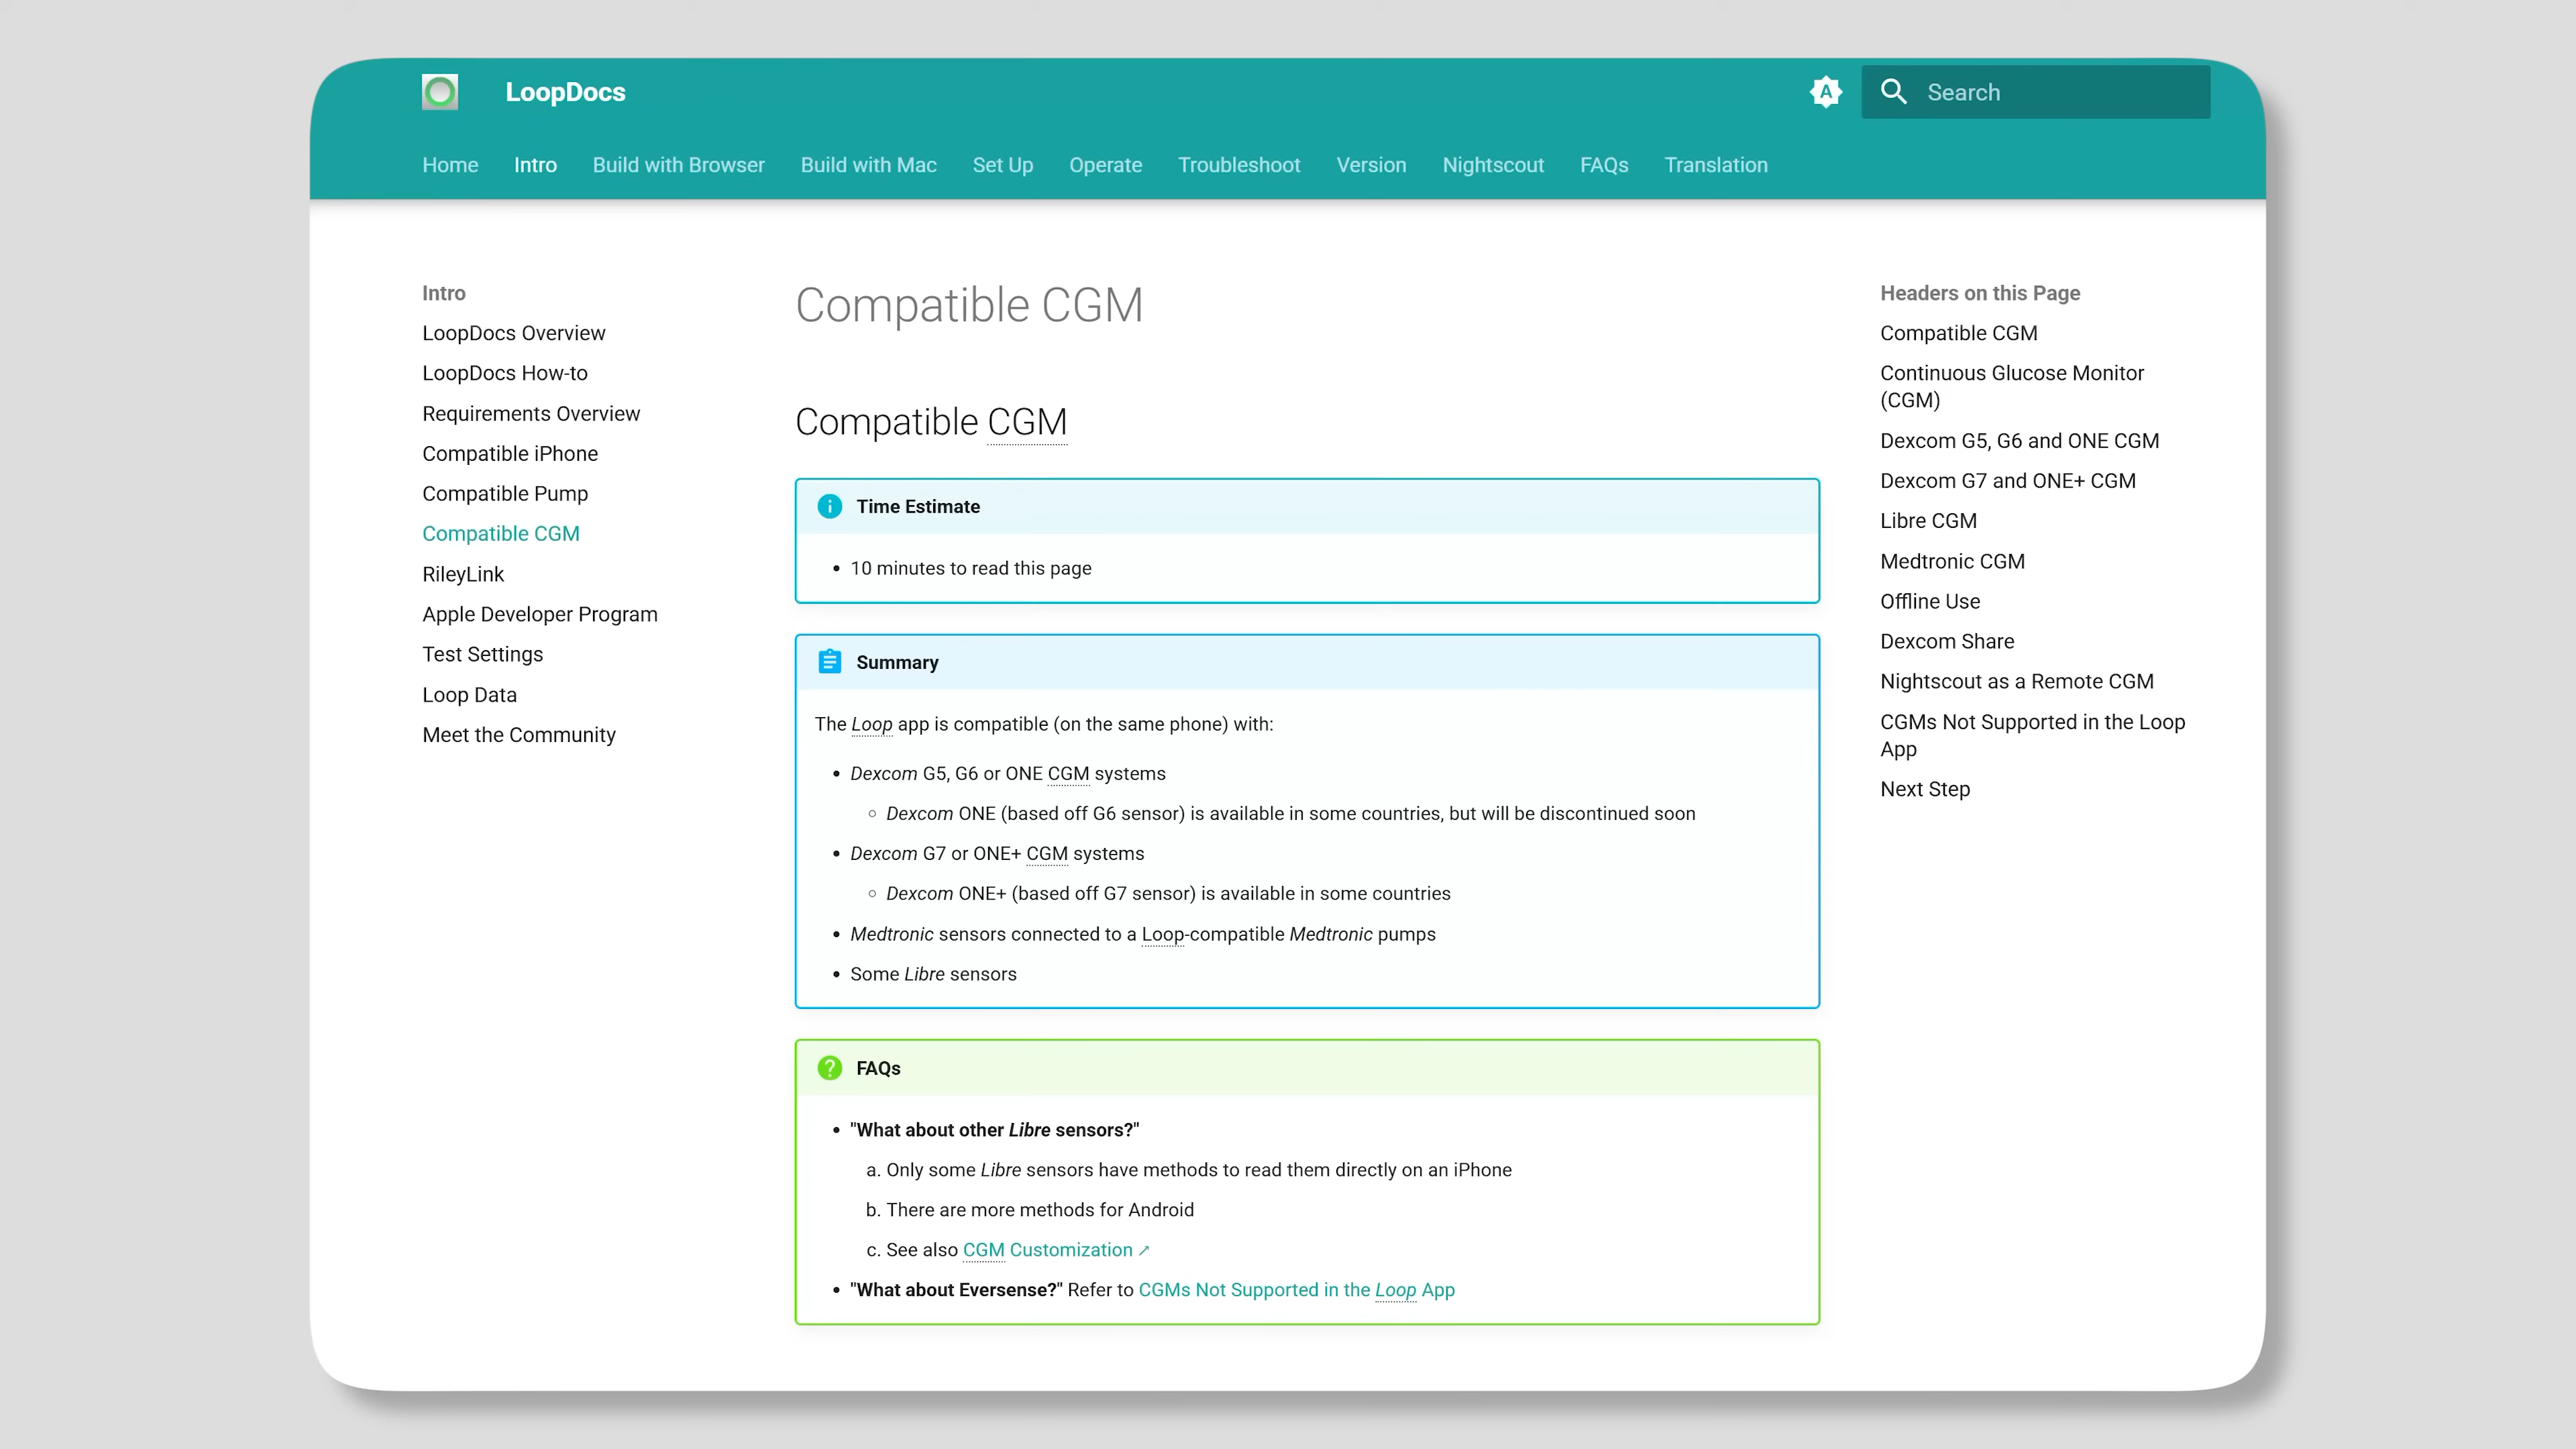 LoopDocs
A
Search
Home Intro Build with Browser Build with Mac Set Up Operate Troubleshoot Version Nightscout FAQs Translation
Intro
LoopDocs Overview
LoopDocs How-to
Requirements Overview
Compatible iPhone
Compatible Pump
Compatible CGM
RileyLink
Apple Developer Program
Test Settings
Loop Data
Meet the Community
Compatible CGM
Compatible CGM
Time Estimate
• 10 minutes to read this page
Summary
The Loop app is compatible (on the same phone) with:
• Dexcom G5, G6 or ONE CGM systems
◦ Dexcom ONE (based off G6 sensor) is available in some countries, but will be discontinued soon
• Dexcom G7 or ONE+ CGM systems
◦ Dexcom ONE+ (based off G7 sensor) is available in some countries
• Medtronic sensors connected to a Loop-compatible Medtronic pumps
• Some Libre sensors
FAQs
• "What about other Libre sensors?"
a. Only some Libre sensors have methods to read them directly on an iPhone
b. There are more methods for Android
c. See also CGM Customization ↗
• "What about Eversense?" Refer to CGMs Not Supported in the Loop App
Headers on this Page
Compatible CGM
Continuous Glucose Monitor
(CGM)
Dexcom G5, G6 and ONE CGM
Dexcom G7 and ONE+ CGM
Libre CGM
Medtronic CGM
Offline Use
Dexcom Share
Nightscout as a Remote CGM
CGMs Not Supported in the Loop
App
Next Step